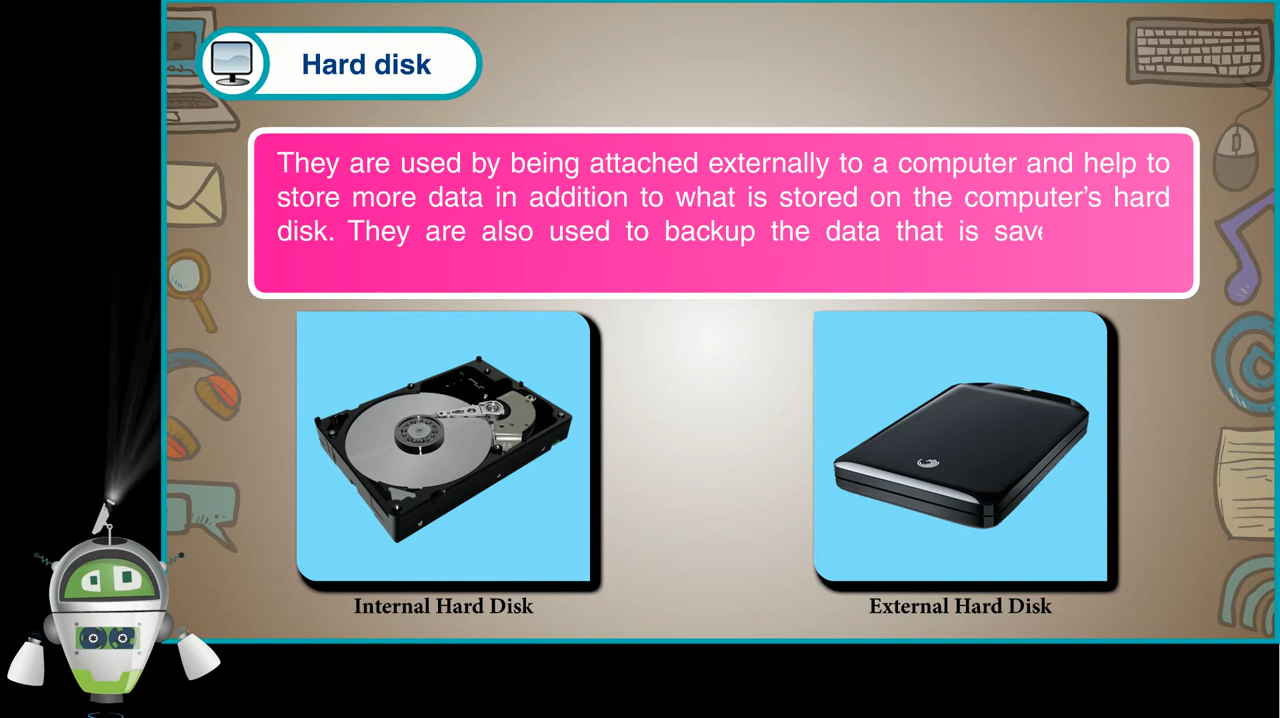 Hard disk
They are used by being attached externally to a computer and help to
store more data in addition to what is stored on the computer's hard
disk. They are also used to backup the data that is
Internal Hard Disk
External Hard Disk